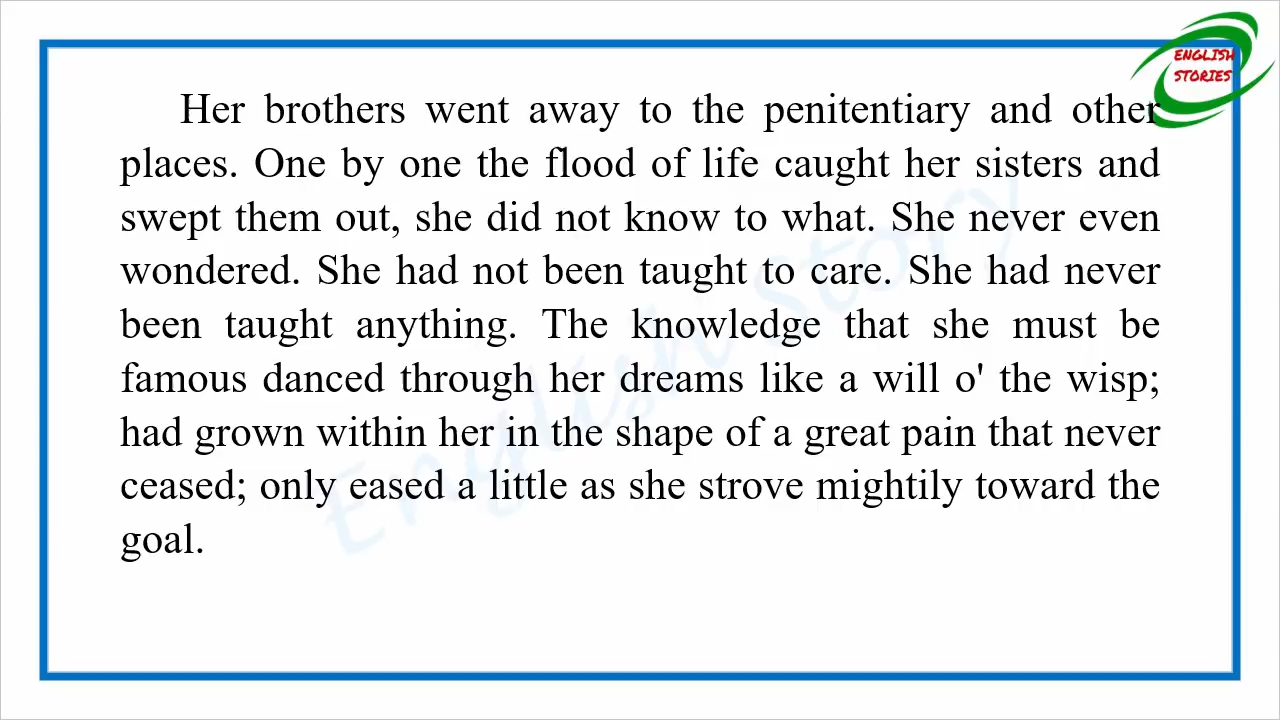 ENGLISH
STORIES
Her brothers went away to the penitentiary and other
places. One by one the flood of life caught her sisters and
swept them out, she did not know to what. She never even
wondered. She had not been taught to care. She had never
been taught anything. The knowledge that she must be
famous danced through her dreams like a will o' the wisp;
had grown within her in the shape of a great pain that never
ceased; only eased a little as she strove mightily toward the
goal.
English Story